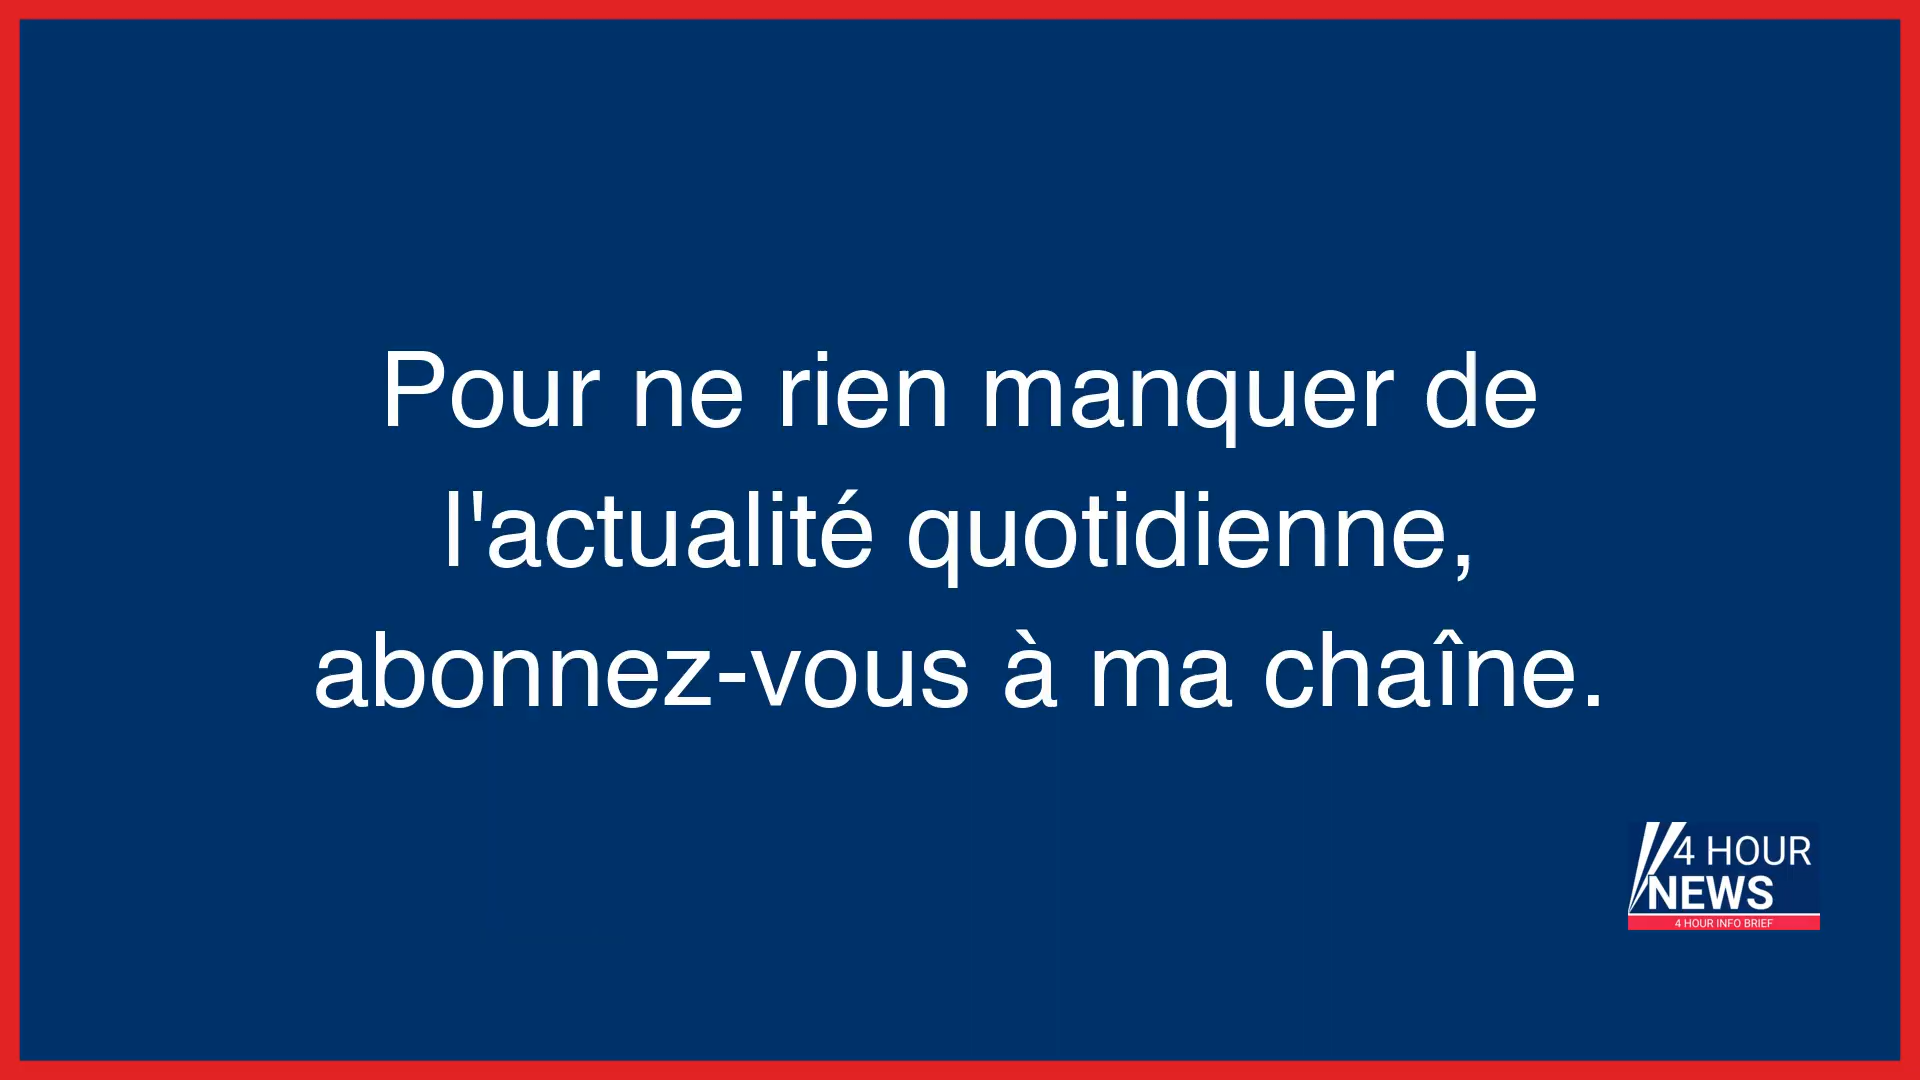 Pour ne rien manquer de
l'actualité quotidienne,
abonnez-vous à ma chaîne.
4 HOUR
NEWS
4 HOUR INFO BRIEF